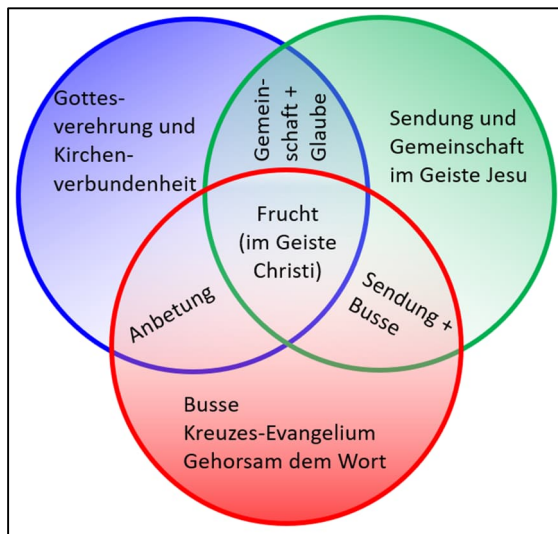 Gottes-
verehrung und
Kirchen-
verbundenheit
Gemein-
schaft +
Glaube
Sendung und
Gemeinschaft
im Geiste Jesu
Frucht
(im Geiste
Christi)
Anbetung
Sendung +
Busse
Busse
Kreuzes-Evangelium
Gehorsam dem Wort